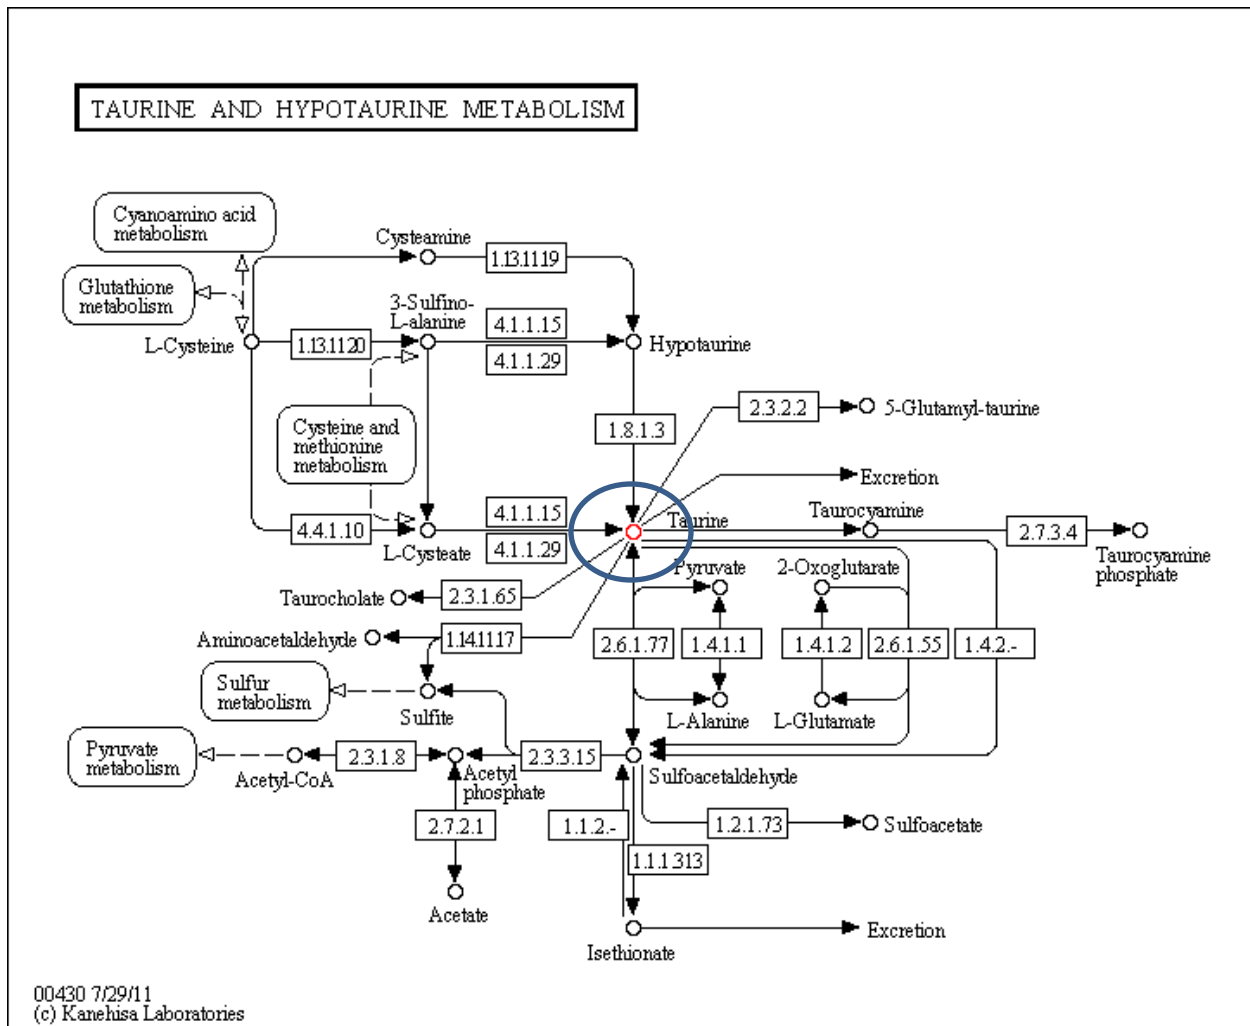 TAURINE AND HYPOTAURINE METABOLISM
Cyanoamino acid
metabolism
Cysteamine
1.13.1119
Glutathione
metabolism
3-Sulfino-
L-alanine
4.1.1.15
L-Cysteine
1.13.1120
Hypotaurine
4.1.1.29
2.3.2.2
5-Glutamyl-taurine
Cysteine and
methionine
metabolism
1.8.1.3
Excretion
4.1.1.15
Taurine
Taurocyamine
4.4.1.10
L-Cysteate
4.1.1.29
2.7.3.4
Taurocyamine
phosphate
Pyruvate
2-Oxoglutarate
Taurocholate
2.3.1.65
Aminoacetaldehyde
1.14.1117
2.6.1.77
1.4.1.1
1.4.1.2
2.6.1.55
1.4.2.-
Sulfur
metabolism
Sulfite
L-Alanine
L-Glutamate
Pyruvate
metabolism
Acetyl-CoA
2.3.1.8
Acetyl
phosphate
2.3.3.15
Sulfoacetaldehyde
2.7.2.1
1.1.2.-
1.2.1.73
Sulfoacetate
1.1.1.313
Acetate
Isethionate
Excretion
00430 7/29/11
(c) Kanehisa Laboratories